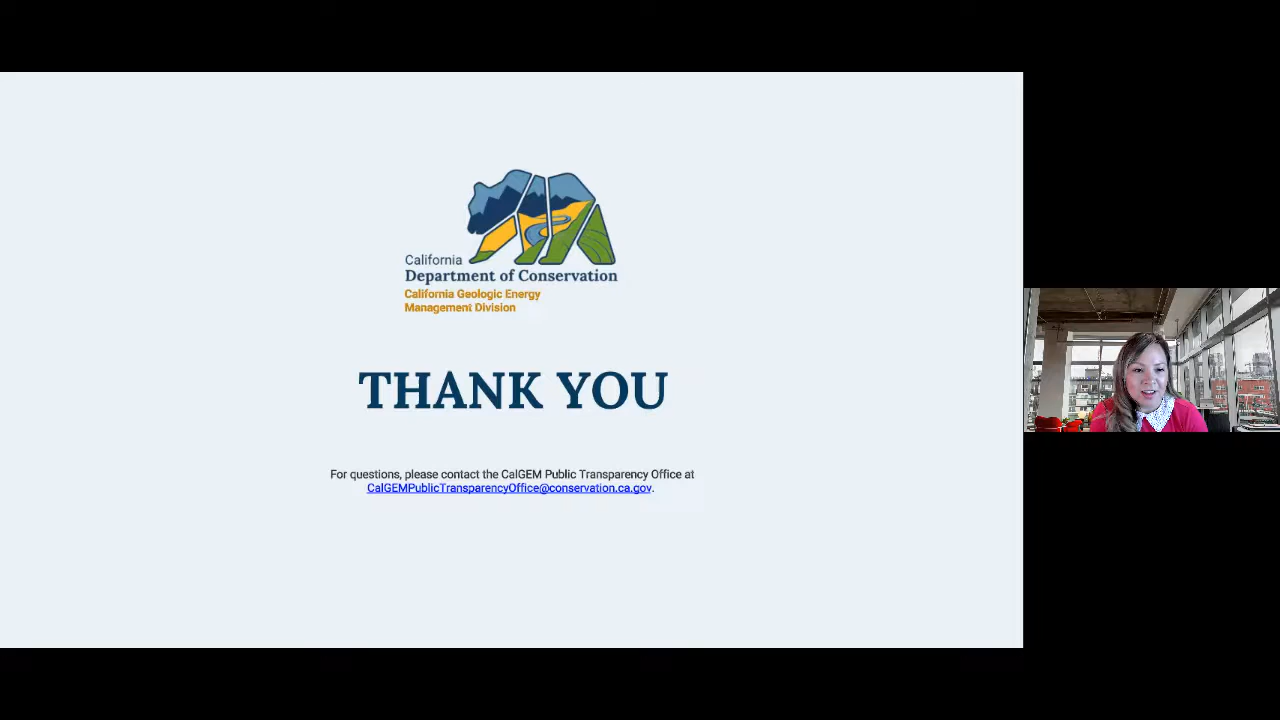 California
Department of Conservation
California Geologic Energy
Management Division
THANK YOU
For questions, please contact the CalGEM Public Transparency Office at
CalGEMPublicTransparencyOffice@conservation.ca.gov.